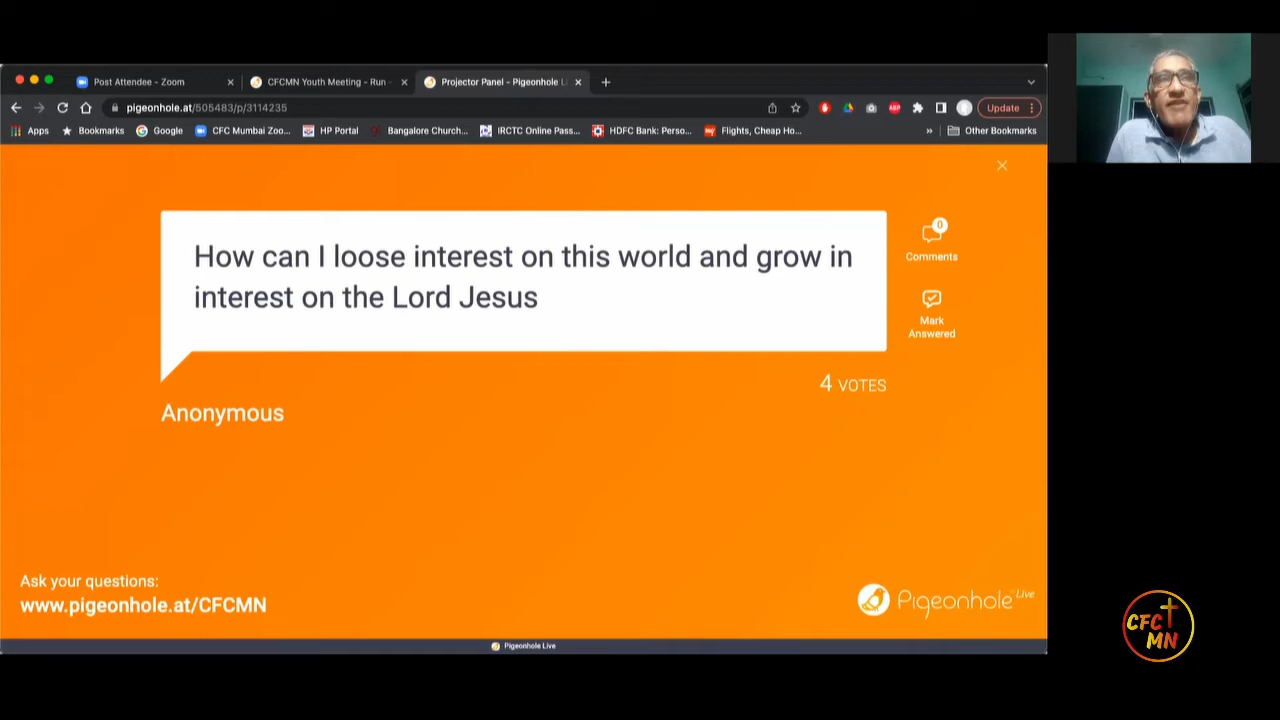 Post Attendee - Zoom
CFCMN Youth Meeting - Run
Projector Panel - Pigeonhole Li
pigeonhole.at/505483/p/3114235
ABP
Update
Apps
Bookmarks
Google
CFC Mumbai Zoo...
HP Portal
Bangalore Church...
IRCTC Online Pass...
HDFC Bank: Perso...
my
Flights, Cheap Ho...
»
Other Bookmarks
How can I loose interest on this world and grow in
interest on the Lord Jesus
0
Comments
Mark
Answered
4 VOTES
Anonymous
Ask your questions:
www.pigeonhole.at/CFCMN
Pigeonhole Live
Pigeonhole Live
CFC
MN